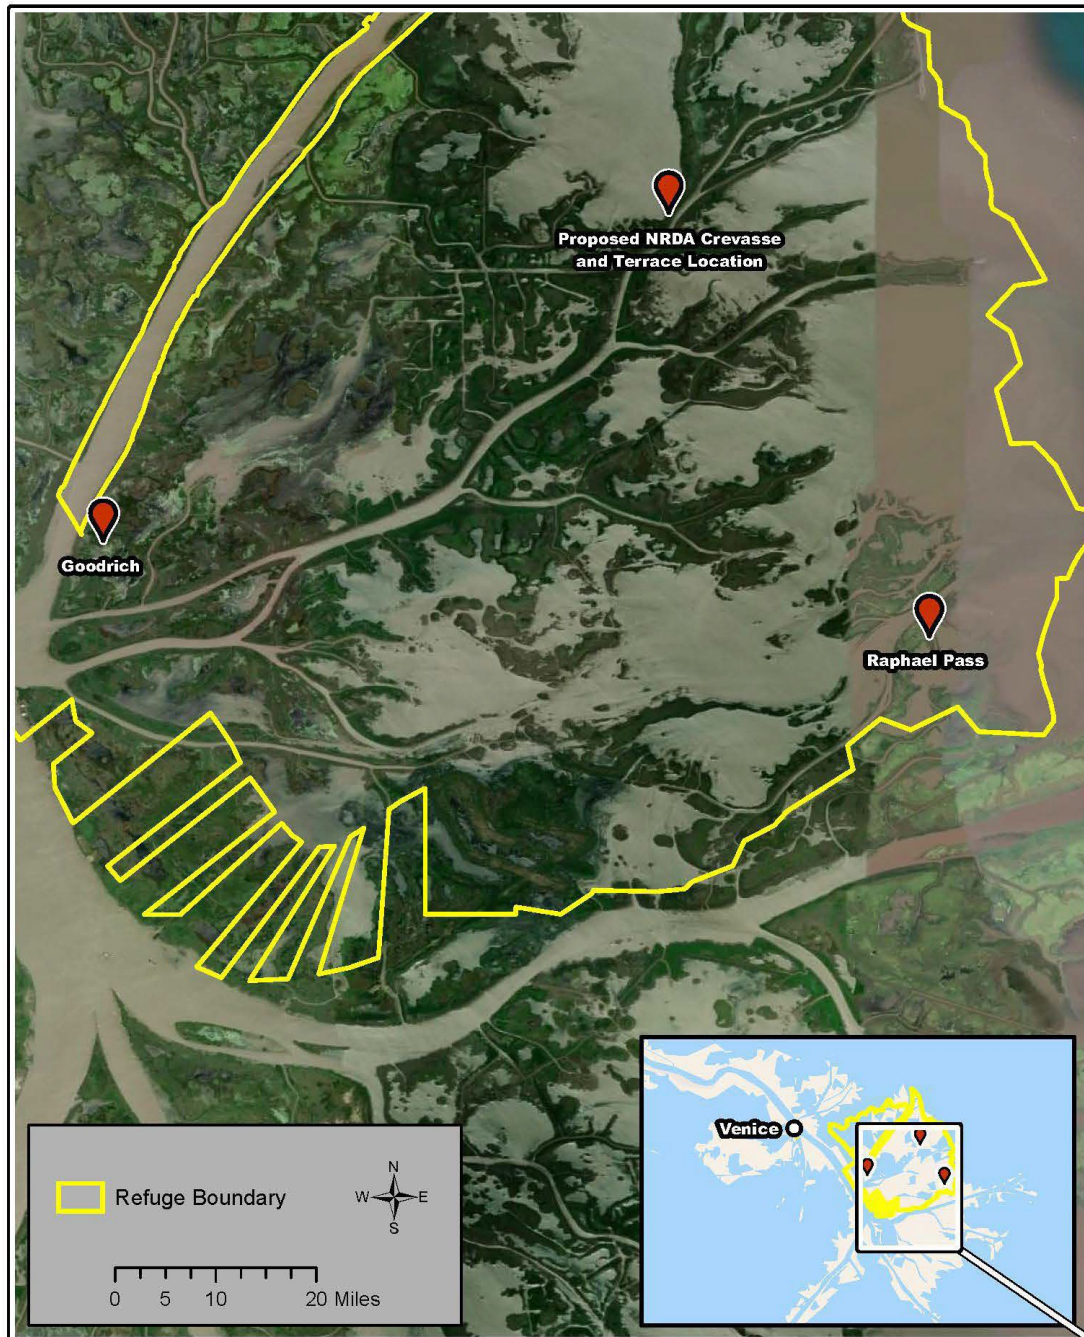 Proposed NRDA Crevasse
and Terrace Location
Goodrich
Raphael Pass
Venice
Refuge Boundary
N
W E
S
0 5 10 20 Miles